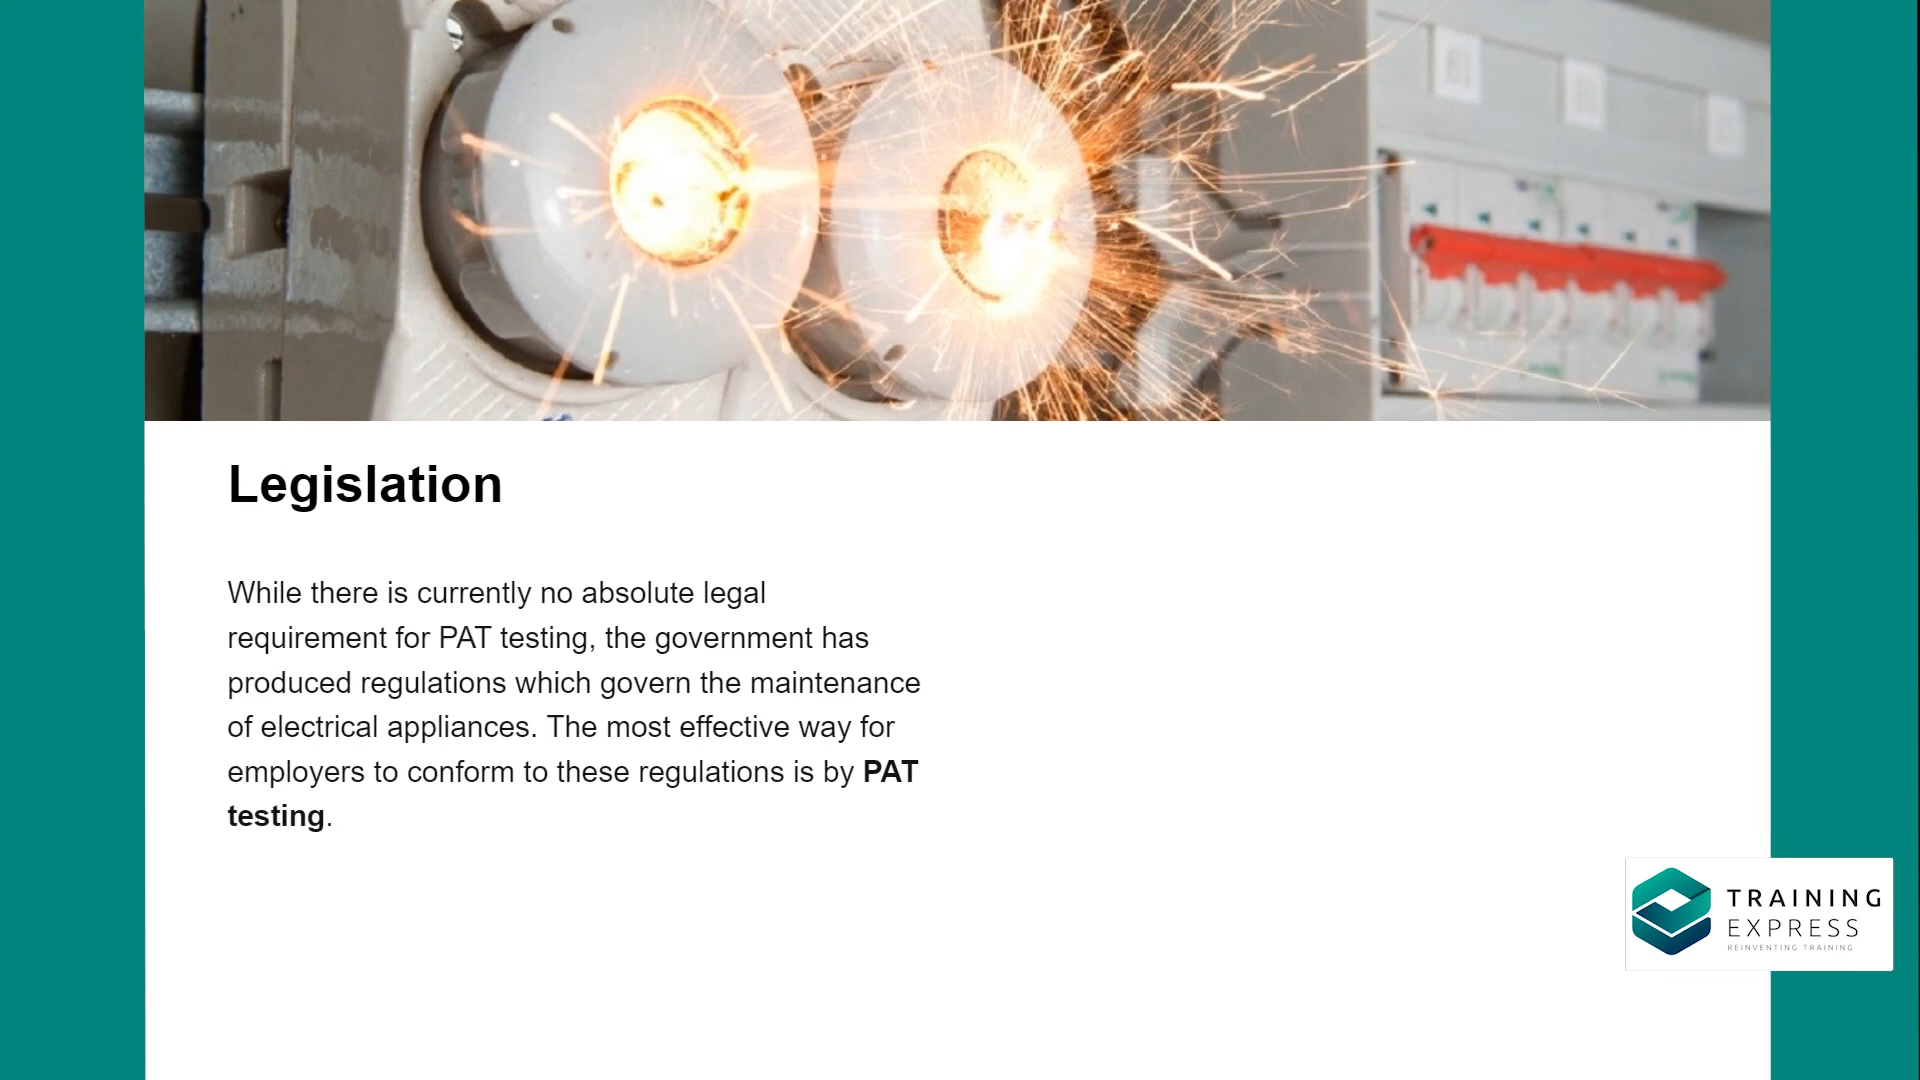 Legislation
While there is currently no absolute legal
requirement for PAT testing, the government has
produced regulations which govern the maintenance
of electrical appliances. The most effective way for
employers to conform to these regulations is by PAT
testing.
TRAINING
EXPRESS
REINVENTING TRAINING